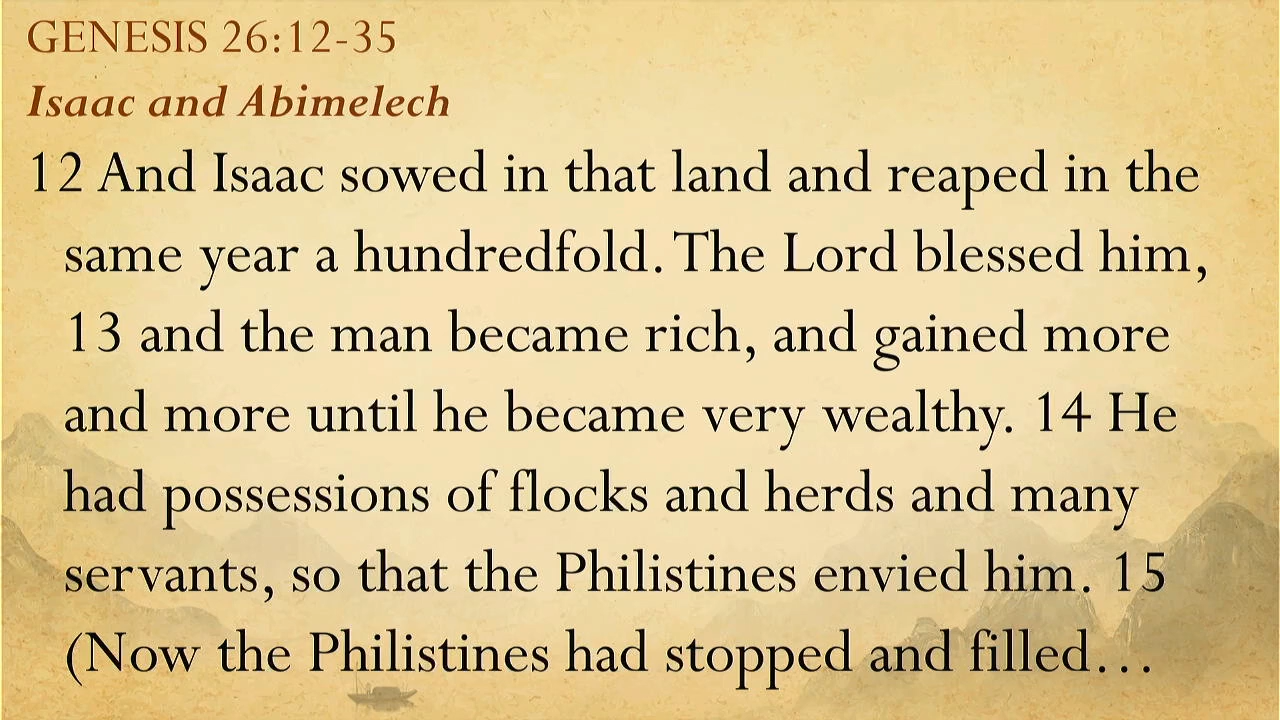 GENESIS 26:12-35
Isaac and Abimelech
12 And Isaac sowed in that land and reaped in the
same year a hundredfold. The Lord blessed him,
13 and the man became rich, and gained more
and more until he became very wealthy. 14 He
had possessions of flocks and herds and many
servants, so that the Philistines envied him. 15
(Now the Philistines had stopped and filled…